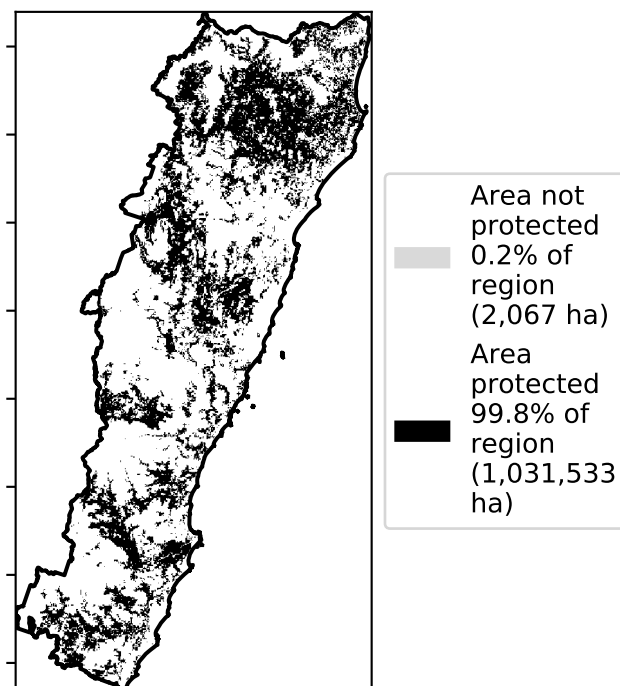 Area not
protected
0.2% of
region
(2,067 ha)
Area
protected
99.8% of
region
(1,031,533
ha)